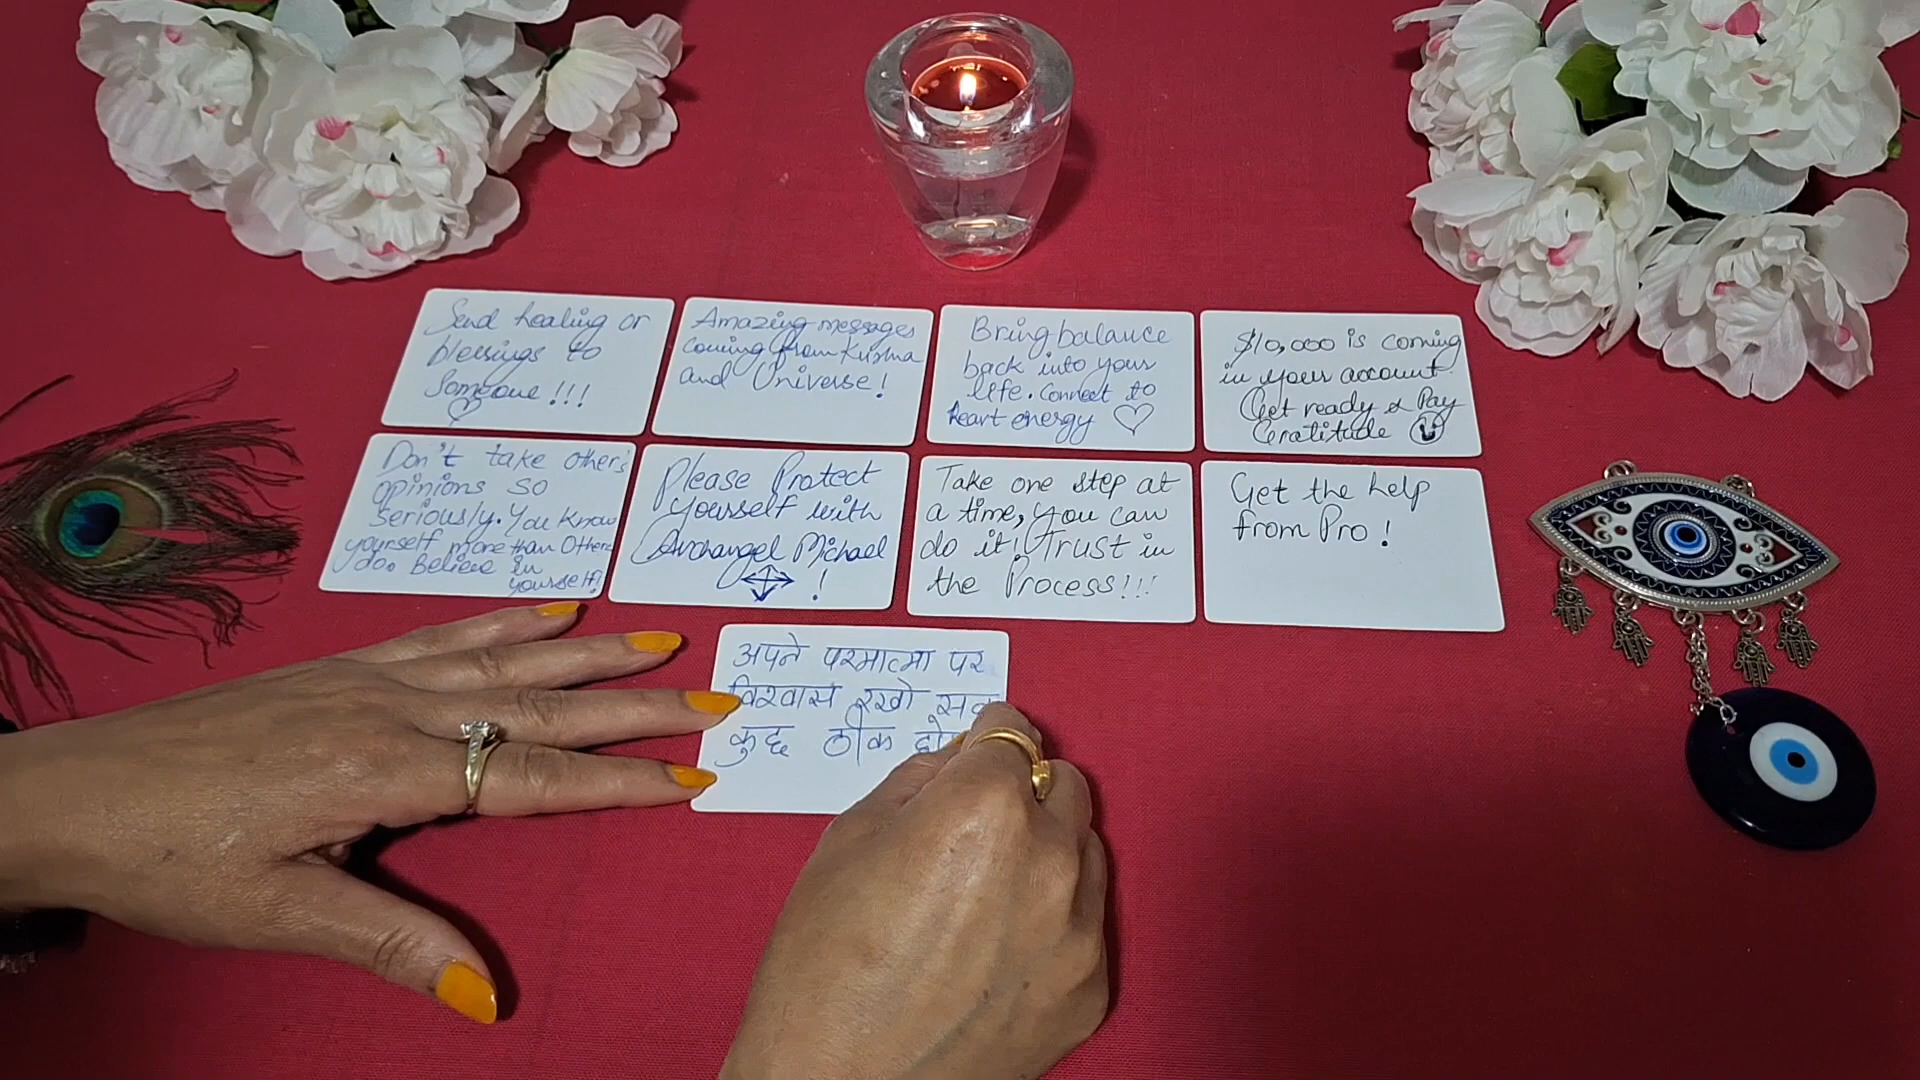 Send healing or
blessings to
Someone!!!
Amazing messages
coming from Krishna
and Universe!
Bring balance
back into your
life. Connect to
heart energy
$10,000 is coming
in your account.
Get ready & Pay
Gratitude
Don't take other's
opinions so
seriously. You know
yourself more than Others
do. Believe in
yourself!
Please Protect
yourself with
Archangel Michael
!
Take one step at
a time, you can
do it! Trust in
the Process!!!
Get the help
from Pro!
अपने परमात्मा पर
विश्वास रखो
कुछ ठीक